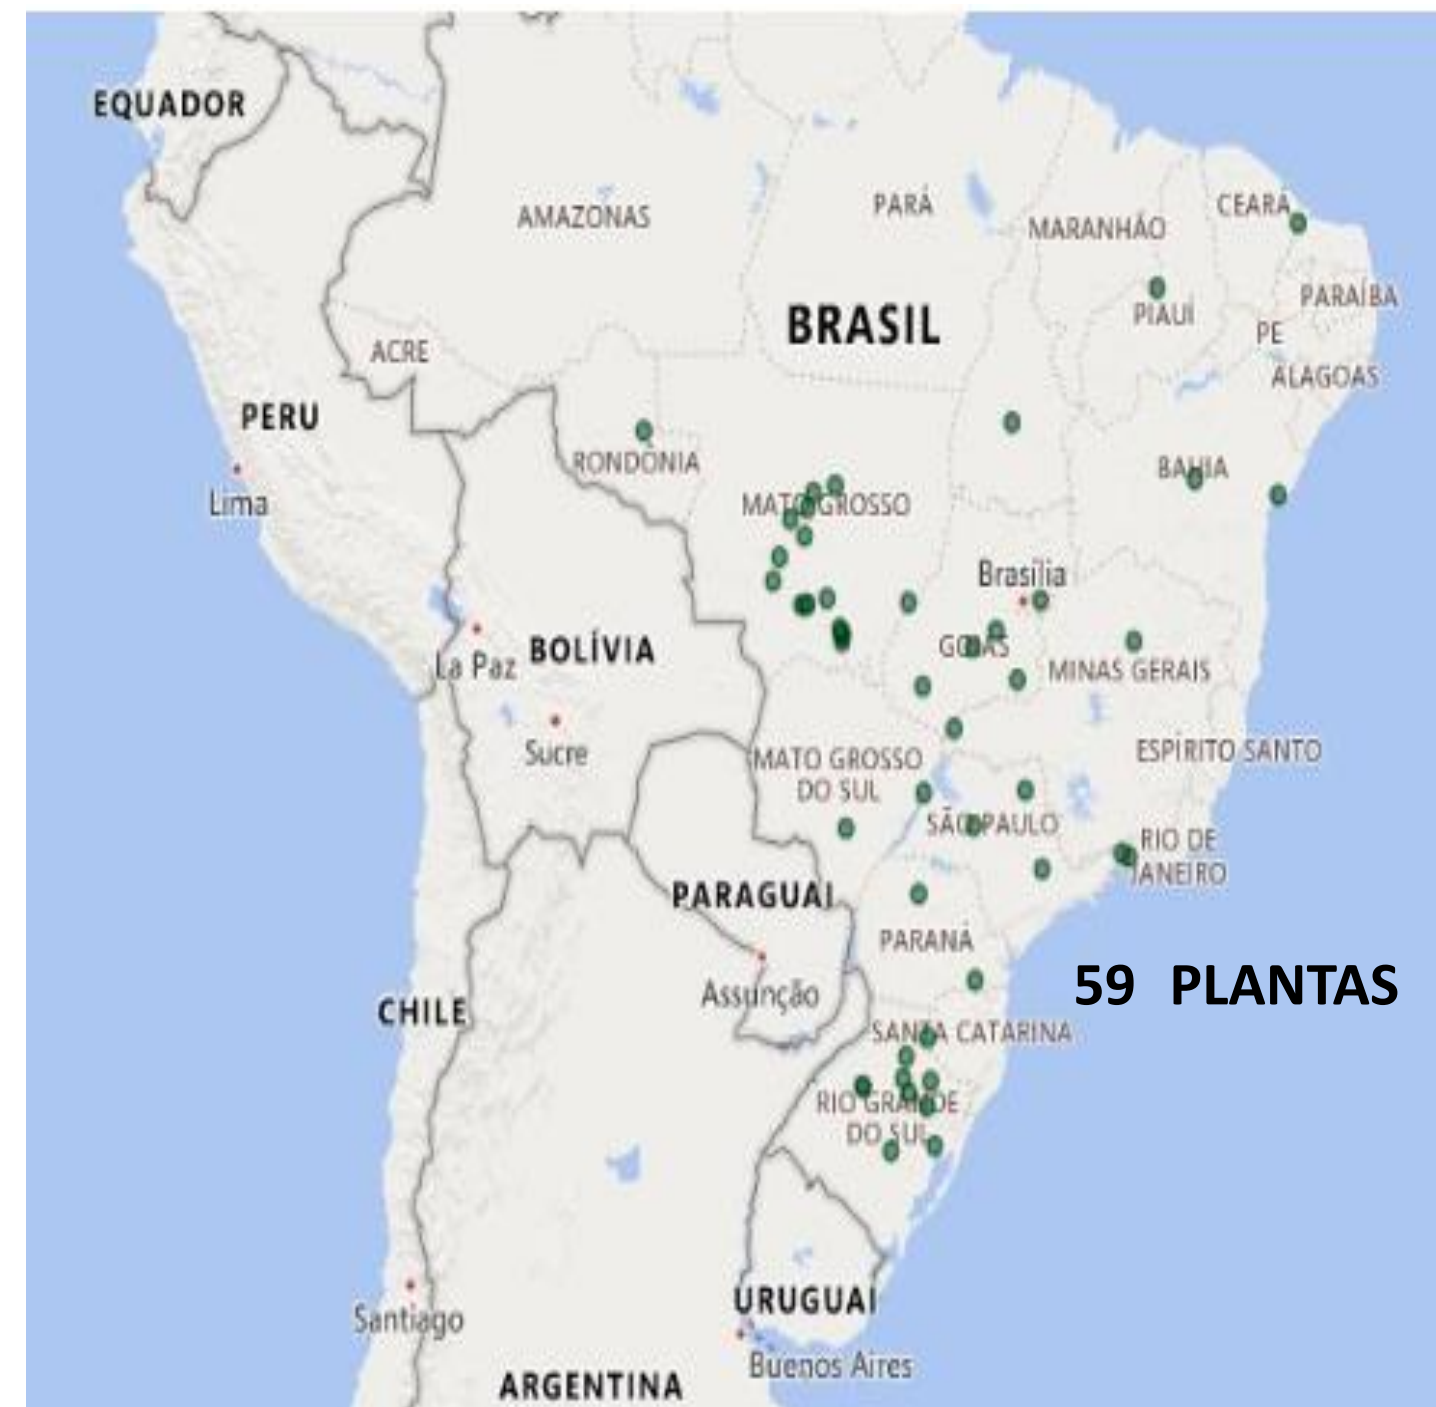 EQUADOR
AMAZONAS
PARÁ
MARANHÃO
CEARÁ
PIAUÍ
PARAÍBA
PE
ALAGOAS
BRASIL
ACRE
PERU
Lima
RONDÔNIA
MATO GROSSO
BAHIA
Brasília
GOIÁS
MINAS GERAIS
La Paz
BOLÍVIA
Sucre
MATO GROSSO
DO SUL
ESPÍRITO SANTO
SÃO PAULO
RIO DE
JANEIRO
PARAGUAI
PARANÁ
Assunção
59 PLANTAS
CHILE
SANTA CATARINA
RIO GRANDE
DO SUL
Santiago
URUGUAI
Buenos Aires
ARGENTINA